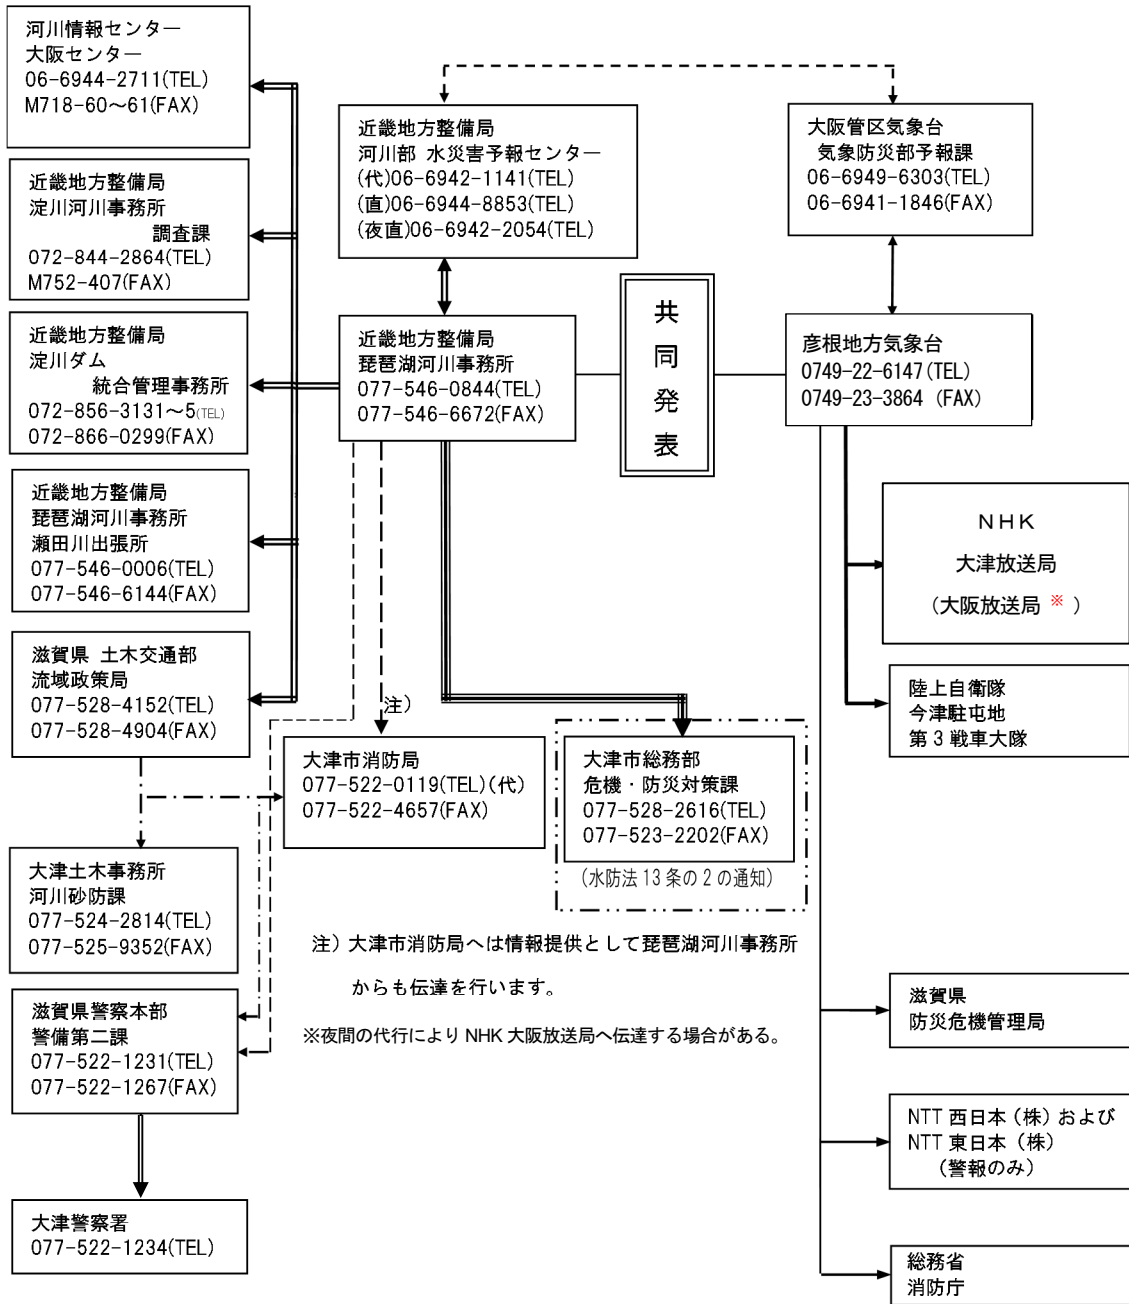 河川情報センター
大阪センター
06-6944-2711(TEL)
M718-60～61(FAX)
近畿地方整備局
淀川河川事務所
調査課
072-844-2864(TEL)
M752-407(FAX)
近畿地方整備局
淀川ダム
統合管理事務所
072-856-3131～5(TEL)
072-866-0299(FAX)
近畿地方整備局
琵琶湖河川事務所
瀬田川出張所
077-546-0006(TEL)
077-546-6144(FAX)
滋賀県 土木交通部
流域政策局
077-528-4152(TEL)
077-528-4904(FAX)
大津土木事務所
河川砂防課
077-524-2814(TEL)
077-525-9352(FAX)
滋賀県警察本部
警備第二課
077-522-1231(TEL)
077-522-1267(FAX)
大津警察署
077-522-1234(TEL)
近畿地方整備局
河川部 水災害予報センター
(代)06-6942-1141(TEL)
(直)06-6944-8853(TEL)
(夜直)06-6942-2054(TEL)
近畿地方整備局
琵琶湖河川事務所
077-546-0844(TEL)
077-546-6672(FAX)
共同発表
大阪管区気象台
気象防災部予報課
06-6949-6303(TEL)
06-6941-1846(FAX)
彦根地方気象台
0749-22-6147(TEL)
0749-23-3864 (FAX)
NHK
大津放送局
(大阪放送局 ※ )
陸上自衛隊
今津駐屯地
第3戦車大隊
注)
大津市消防局
077-522-0119(TEL)(代)
077-522-4657(FAX)
大津市総務部
危機・防災対策課
077-528-2616(TEL)
077-523-2202(FAX)
(水防法13条の2の通知)
注) 大津市消防局へは情報提供として琵琶湖河川事務所
からも伝達を行います。
※夜間の代行により NHK 大阪放送局へ伝達する場合がある。
滋賀県
防災危機管理局
NTT 西日本 (株) および
NTT 東日本 (株)
(警報のみ)
総務省
消防庁